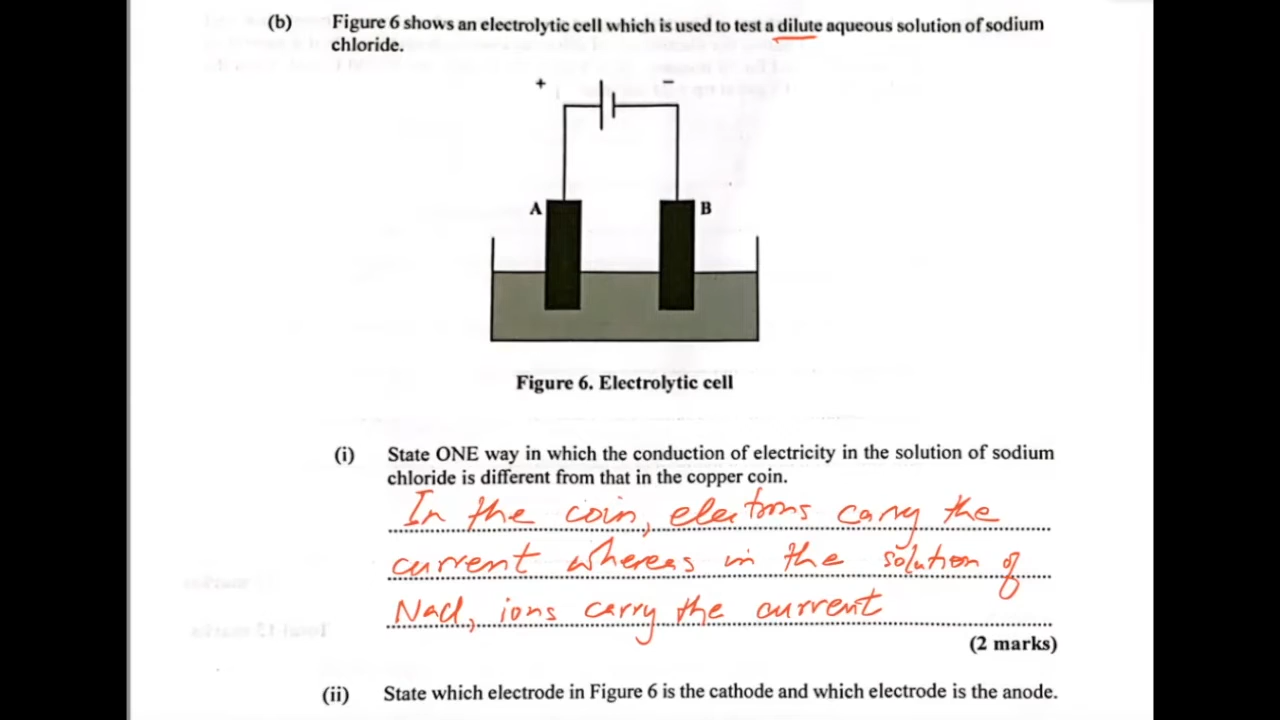 (b) Figure 6 shows an electrolytic cell which is used to test a dilute aqueous solution of sodium
chloride.
+ −
A B
Figure 6. Electrolytic cell
(i) State ONE way in which the conduction of electricity in the solution of sodium
chloride is different from that in the copper coin.
In the coin, electrons carry the
current whereas in the solution of
NaCl, ions carry the current
(2 marks)
(ii) State which electrode in Figure 6 is the cathode and which electrode is the anode.